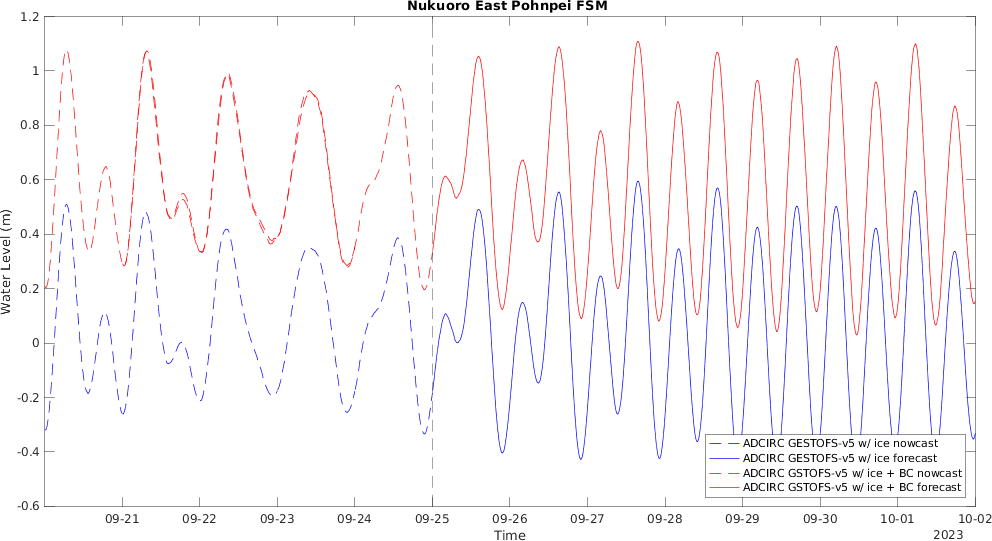 Nukuoro East Pohnpei FSM
1.2
1
0.8
0.6
0.4
0.2
0
-0.2
-0.4
-0.6
Water Level (m)
ADCIRC GESTOFS-v5 w/ ice nowcast
ADCIRC GESTOFS-v5 w/ ice forecast
ADCIRC GSTOFS-v5 w/ ice + BC nowcast
ADCIRC GSTOFS-v5 w/ ice + BC forecast
09-21 09-22 09-23 09-24 09-25 09-26 09-27 09-28 09-29 09-30 10-01 10-02
Time
2023